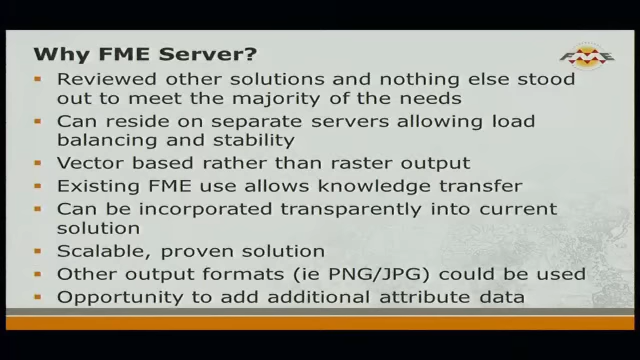 Why FME Server?
FME
Reviewed other solutions and nothing else stood
out to meet the majority of the needs
Can reside on separate servers allowing load
balancing and stability
Vector based rather than raster output
Existing FME use allows knowledge transfer
Can be incorporated transparently into current
solution
Scalable, proven solution
Other output formats (ie PNG/JPG) could be used
Opportunity to add additional attribute data